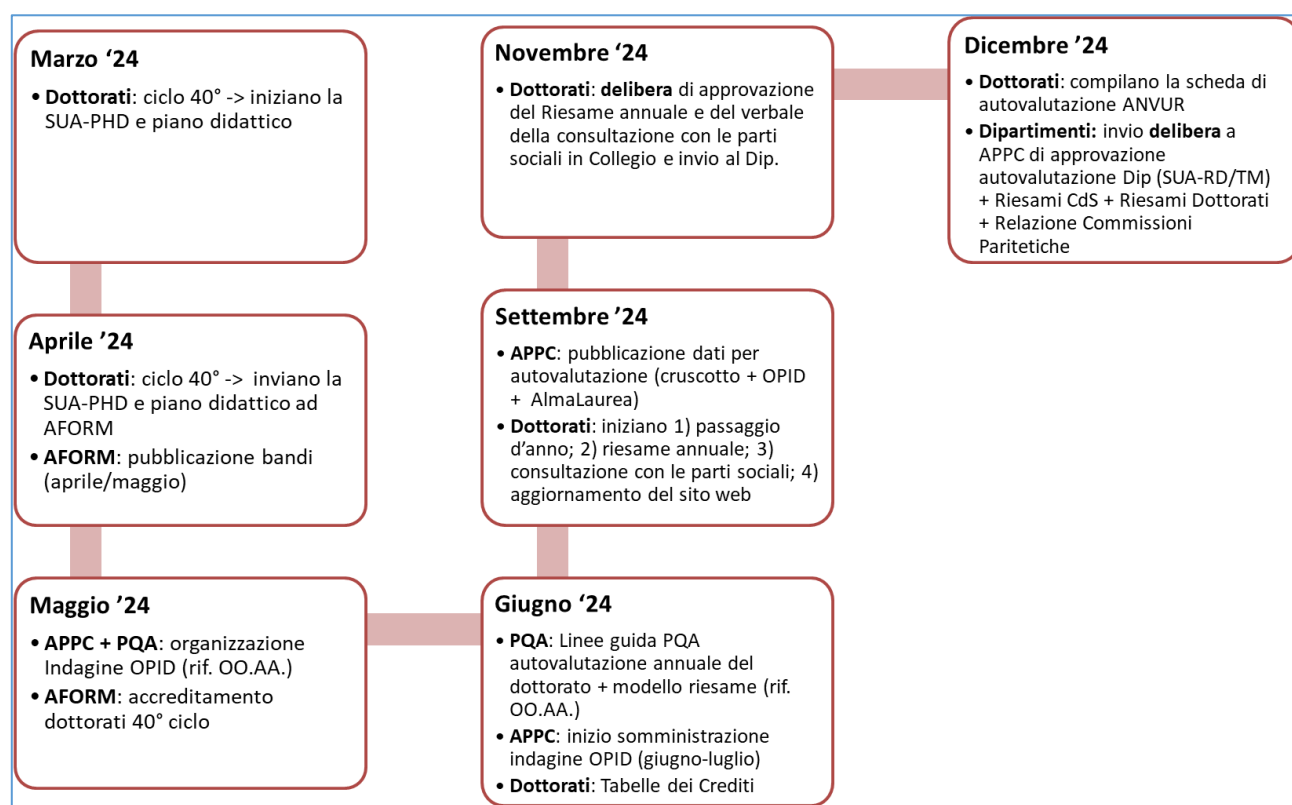 Marzo ‘24
• Dottorati: ciclo 40° -> iniziano la
SUA-PHD e piano didattico
Aprile ’24
• Dottorati: ciclo 40° -> inviano la
SUA-PHD e piano didattico ad
AFORM
• AFORM: pubblicazione bandi
(aprile/maggio)
Maggio ’24
• APPC + PQA: organizzazione
Indagine OPID (rif. OO.AA.)
• AFORM: accreditamento
dottorati 40° ciclo
Giugno ‘24
• PQA: Linee guida PQA
autovalutazione annuale del
dottorato + modello riesame (rif.
OO.AA.)
• APPC: inizio somministrazione
indagine OPID (giugno-luglio)
• Dottorati: Tabelle dei Crediti
Settembre ’24
• APPC: pubblicazione dati per
autovalutazione (cruscotto + OPID
+ AlmaLaurea)
• Dottorati: iniziano 1) passaggio
d’anno; 2) riesame annuale; 3)
consultazione con le parti sociali; 4)
aggiornamento del sito web
Novembre ‘24
• Dottorati: delibera di approvazione
del Riesame annuale e del verbale
della consultazione con le parti
sociali in Collegio e invio al Dip.
Dicembre ’24
• Dottorati: compilano la scheda di
autovalutazione ANVUR
• Dipartimenti: invio delibera a
APPC di approvazione
autovalutazione Dip (SUA-RD/TM)
+ Riesami CdS + Riesami Dottorati
+ Relazione Commissioni
Paritetiche